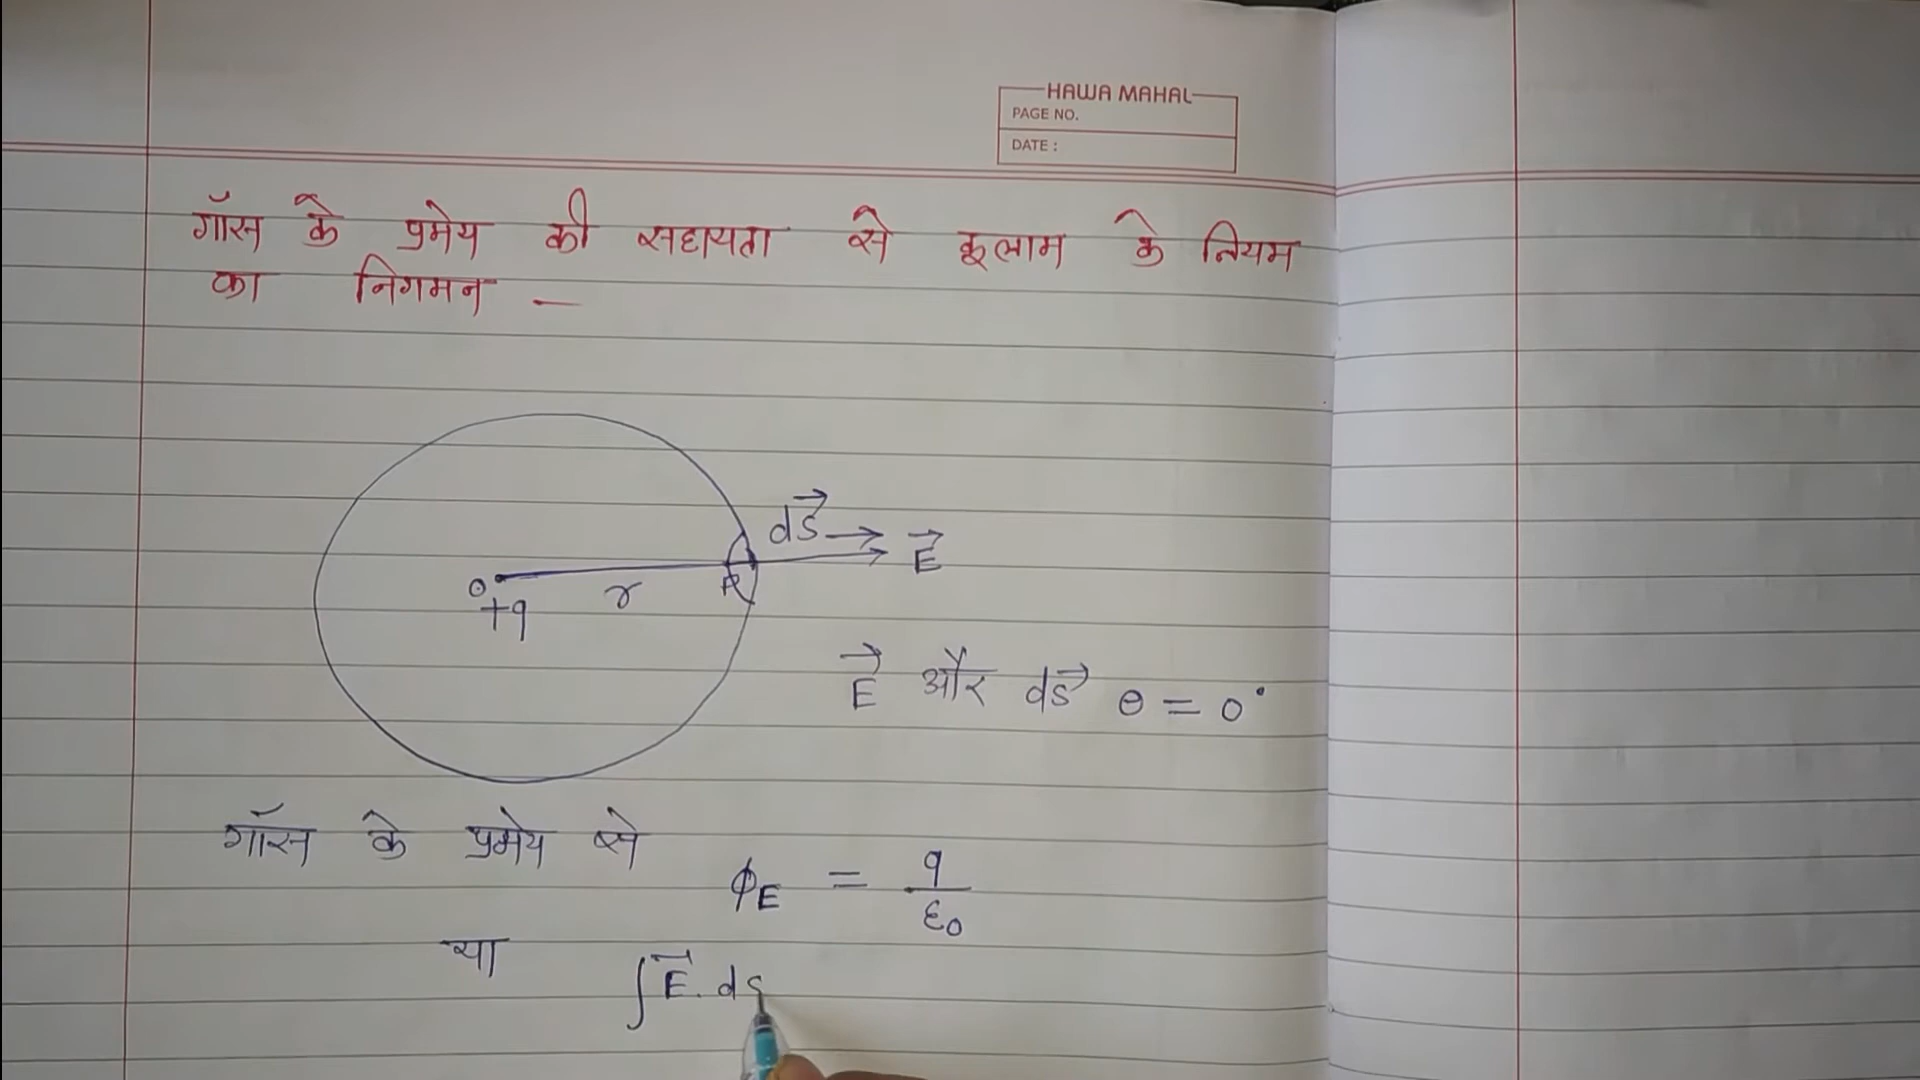 HAWA MAHAL
PAGE NO.
DATE :
गॉस के प्रमेय की सहायता से कूलाम के नियम
का निगमन —
ds⃗ → E⃗
O +q r R
E⃗ और ds⃗ θ = 0°
गॉस के प्रमेय से ϕE = q/ε0
या ∫E⃗. ds